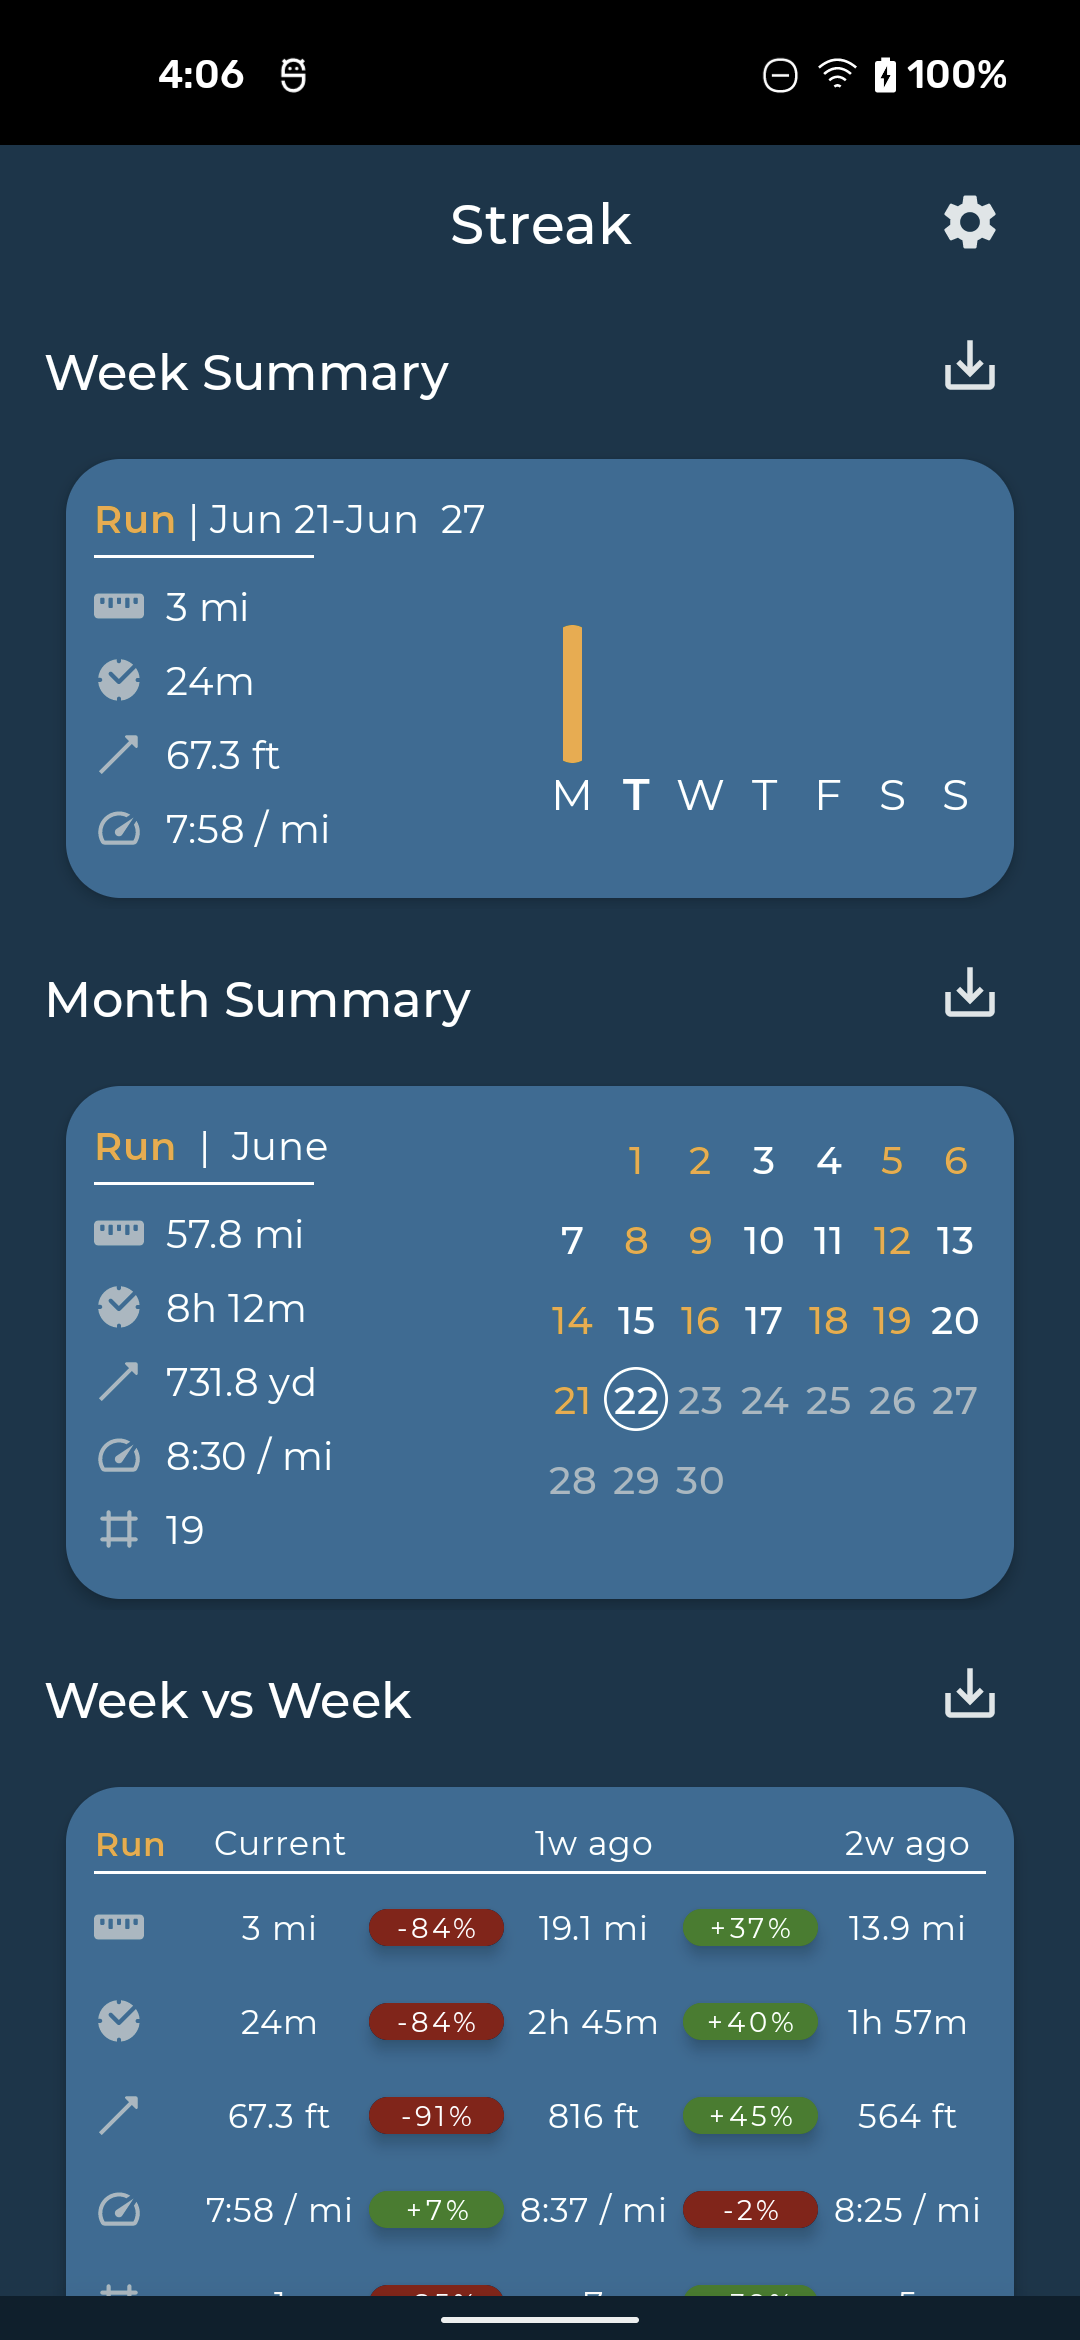 4:06 100%
Streak
Week Summary
Run | Jun 21-Jun 27
3 mi
24m
67.3 ft
7:58 / mi
M T W T F S S
Month Summary
Run | June
57.8 mi
8h 12m
731.8 yd
8:30 / mi
19
1 2 3 4 5 6
7 8 9 10 11 12 13
14 15 16 17 18 19 20
21 22 23 24 25 26 27
28 29 30
Week vs Week
Run Current 1w ago 2w ago
3 mi -84% 19.1 mi +37% 13.9 mi
24m -84% 2h 45m +40% 1h 57m
67.3 ft -91% 816 ft +45% 564 ft
7:58 / mi +7% 8:37 / mi -2% 8:25 / mi